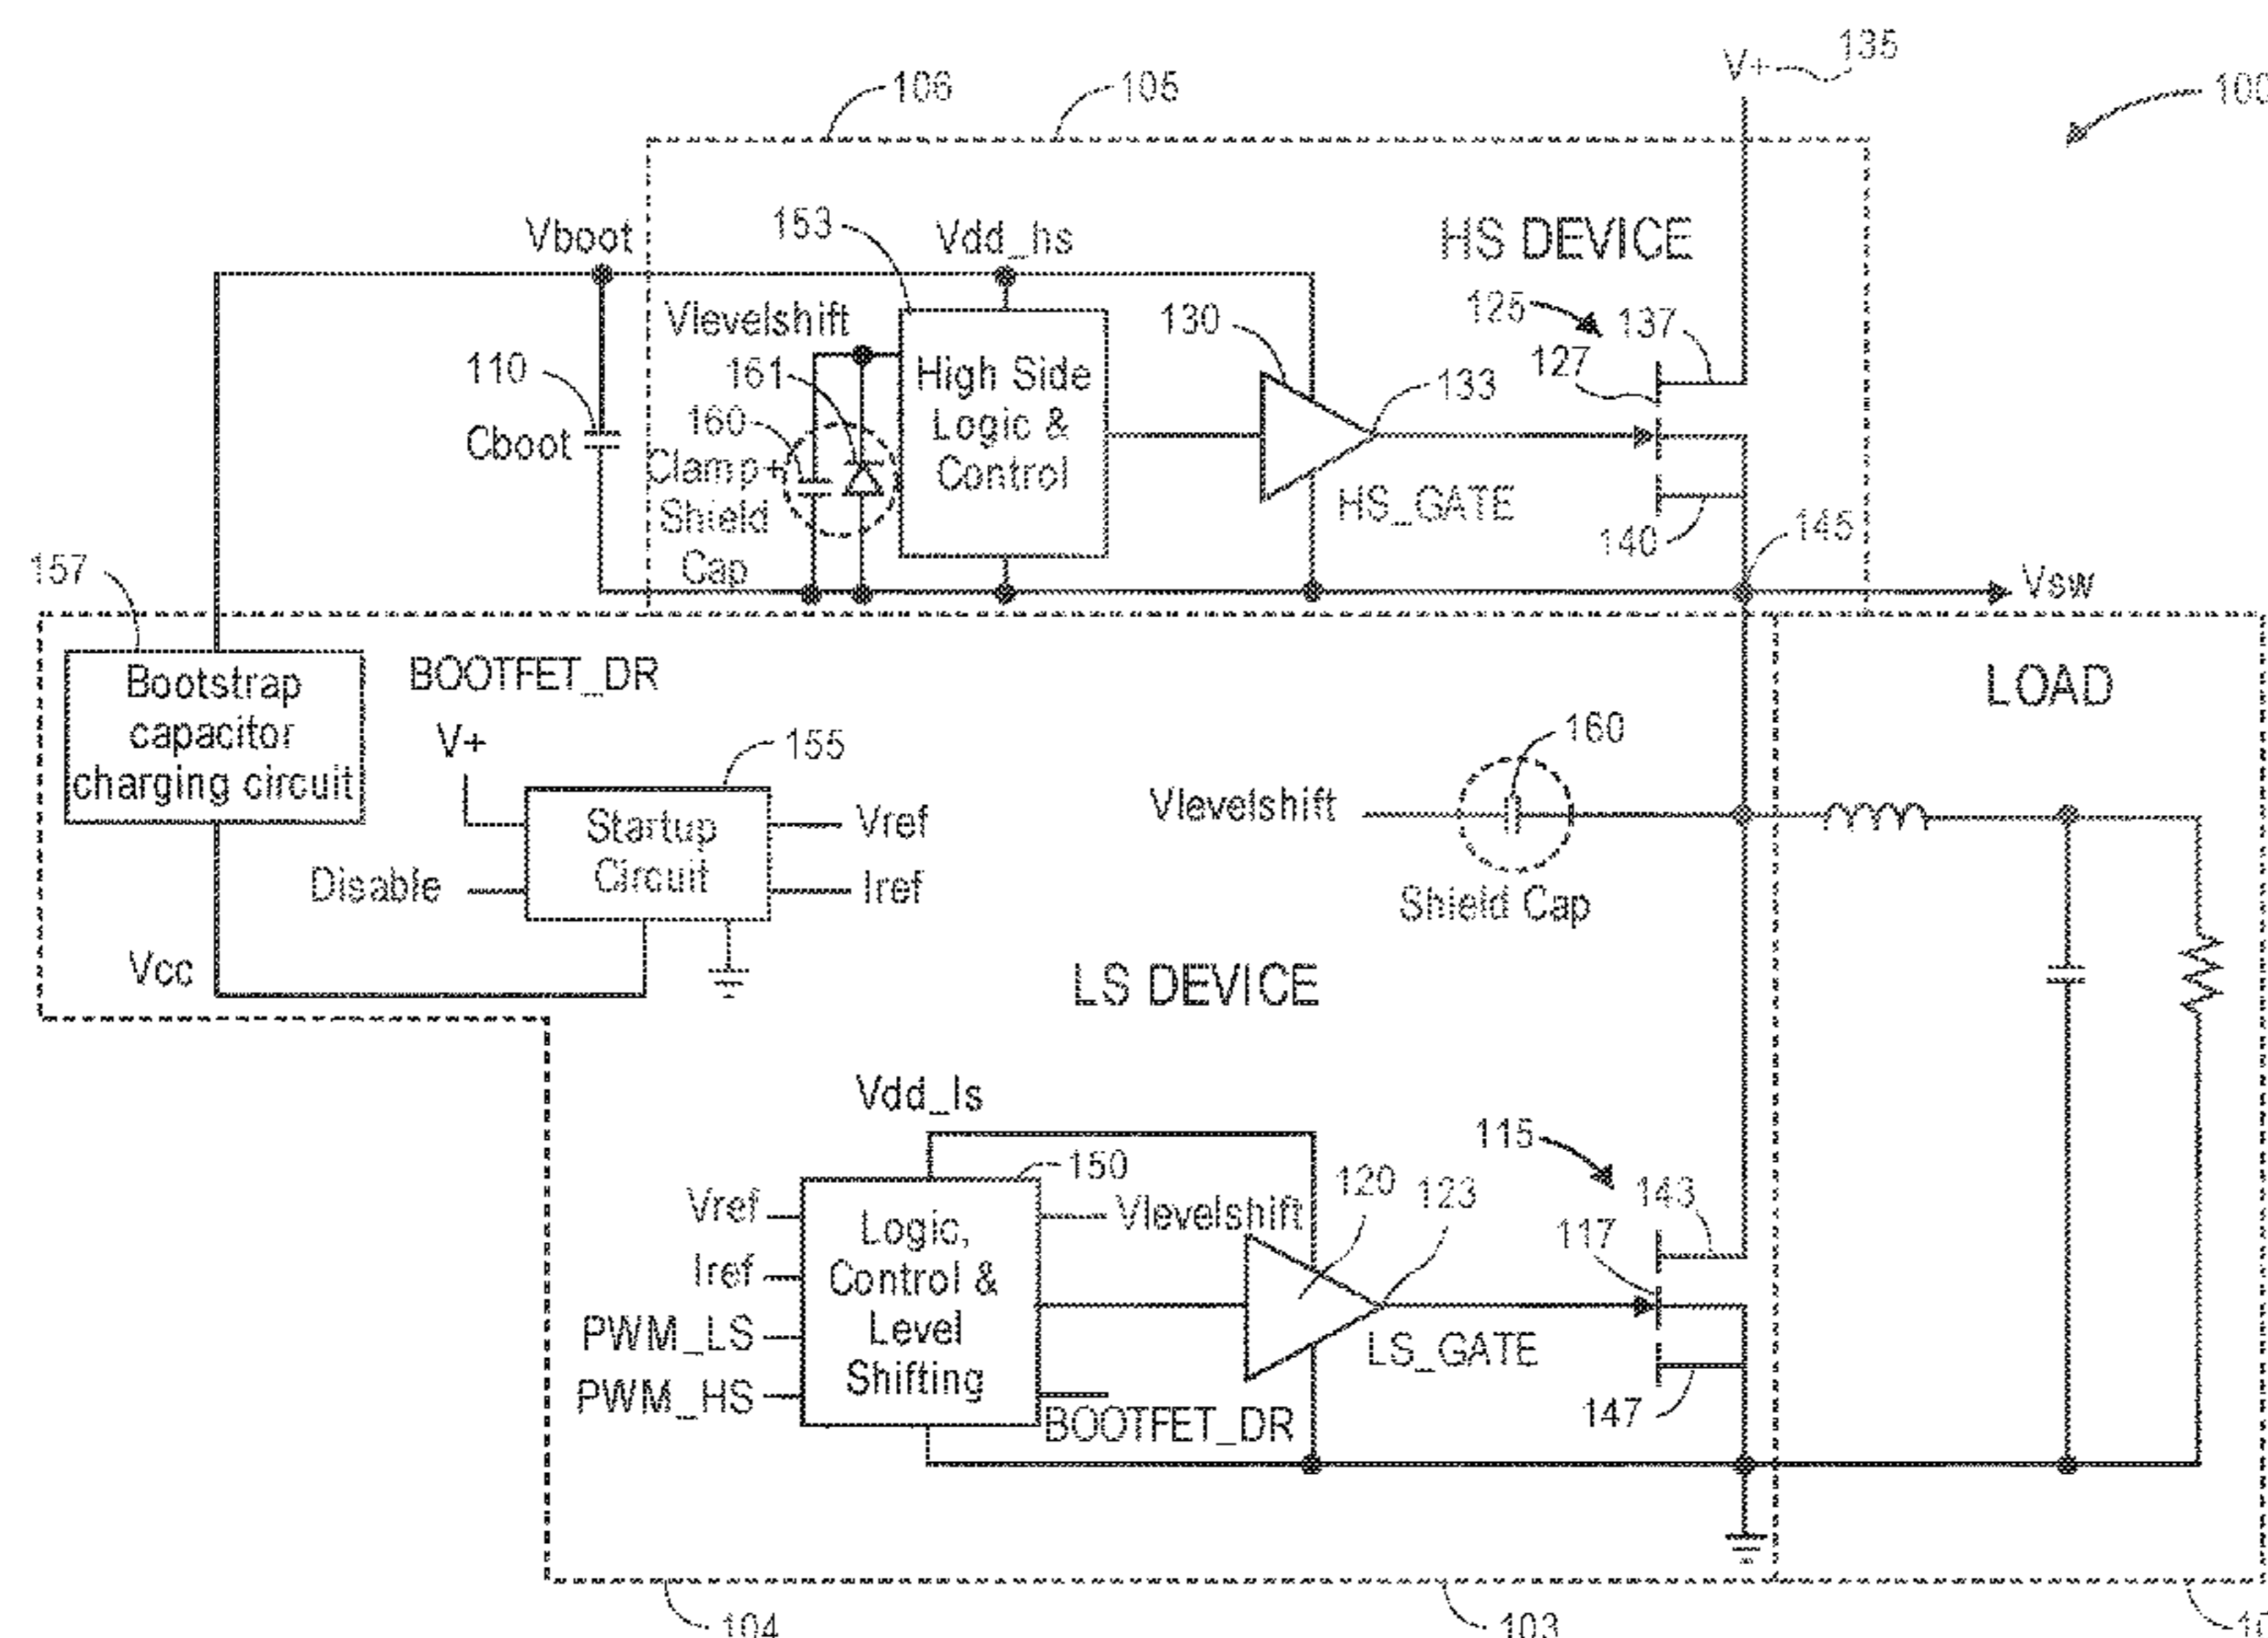 V+ 135
106 105 100
153 Vboot Vdd_hs HS DEVICE
Vlevelshift 130 125 137
110 161 127
160 High Side
Logic &
Control 133
Cboot Clamp+
Shield
Cap HS_GATE
140 145
157 Vsw
Bootstrap
capacitor
charging circuit
BOOTFET_DR LOAD
V+ 155 160
Startup
Circuit Vref Vlevelshift
Disable Iref Shield Cap
Vcc LS DEVICE
Vdd_ls 115
150 120 123 143
Vref Vlevelshift 117
Iref Logic,
Control &
Level
Shifting
PWM_LS LS_GATE
PWM_HS BOOTFET_DR 147
104 103